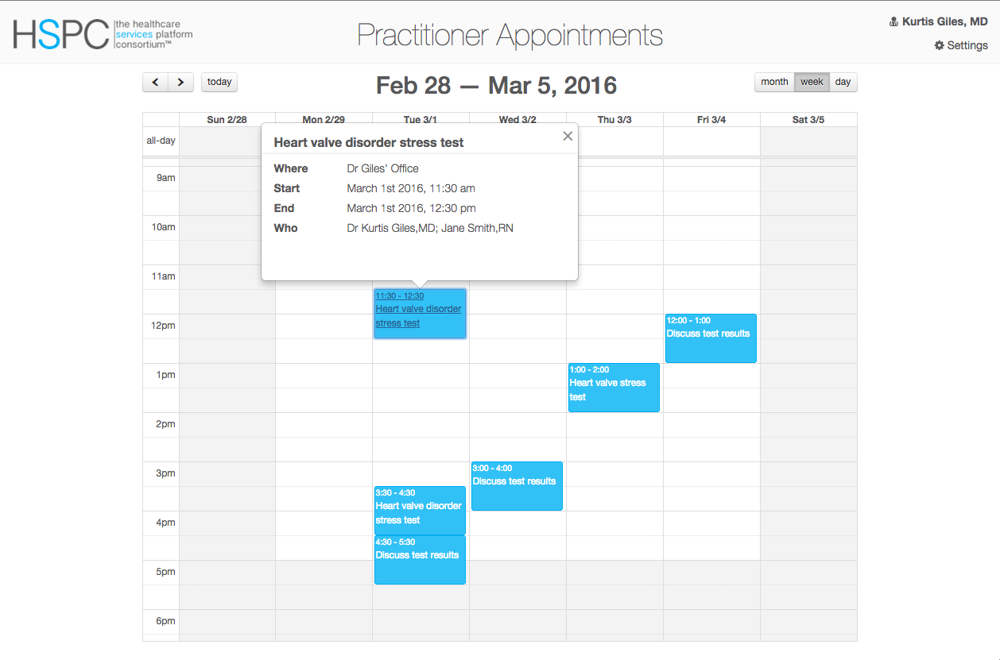 HSPC
the healthcare
services platform
consortium™
Practitioner Appointments
Kurtis Giles, MD
Settings
today
Feb 28 — Mar 5, 2016
month week day
Sun 2/28 Mon 2/29 Tue 3/1 Wed 3/2 Thu 3/3 Fri 3/4 Sat 3/5
all-day
Heart valve disorder stress test
Where Dr Giles' Office
Start March 1st 2016, 11:30 am
End March 1st 2016, 12:30 pm
Who Dr Kurtis Giles,MD; Jane Smith,RN
9am
10am
11am
11:30 - 12:30
Heart valve disorder
stress test
12pm
12:00 - 1:00
Discuss test results
1pm
1:00 - 2:00
Heart valve stress
test
2pm
3pm
3:00 - 4:00
Discuss test results
3:30 - 4:30
Heart valve disorder
stress test
4pm
4:30 - 5:30
Discuss test results
5pm
6pm